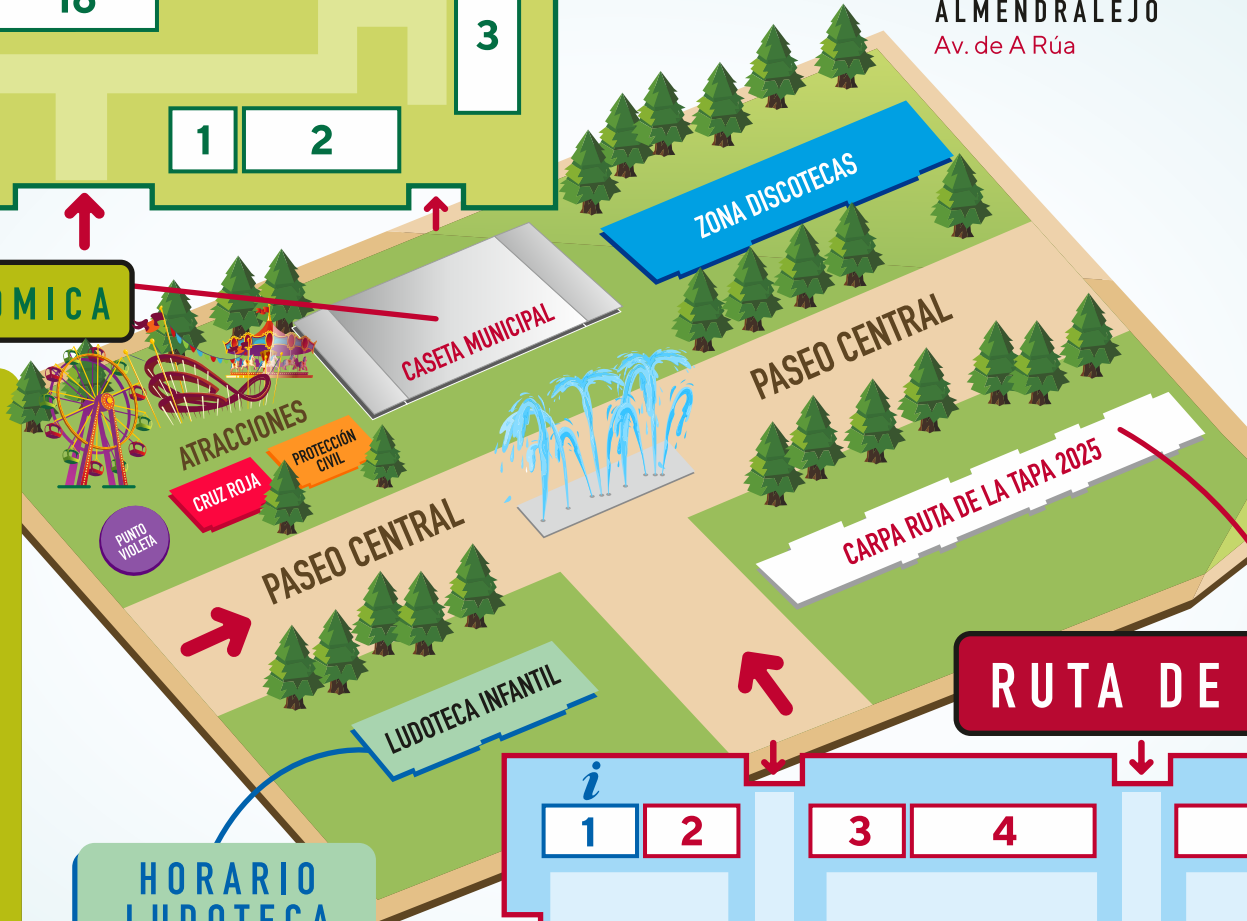 16
3
ALMENDRALEJO
Av. de A Rúa
1
2
ZONA DISCOTECAS
OMICA
CASETA MUNICIPAL
PASEO CENTRAL
ATRACCIONES
PROTECCIÓN
CIVIL
CRUZ ROJA
PUNTO
VIOLETA
PASEO CENTRAL
CARPA RUTA DE LA TAPA 2025
LUDOTECA INFANTIL
RUTA DE
i
1
2
3
4
HORARIO
LUDOTECA